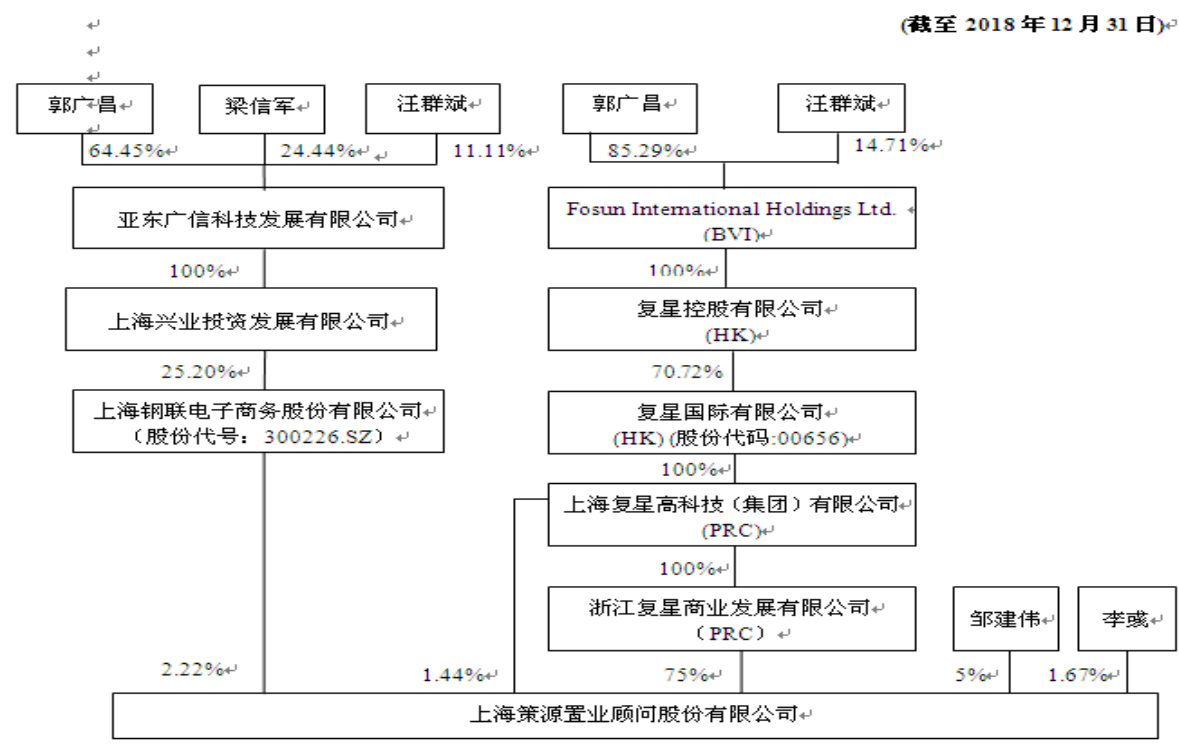 (截至 2018 年 12 月 31 日)
郭广昌
梁信军
汪群斌
郭广昌
汪群斌
64.45%
24.44%
11.11%
85.29%
14.71%
亚东广信科技发展有限公司
Fosun International Holdings Ltd.
(BVI)
100%
100%
上海兴业投资发展有限公司
复星控股有限公司
(HK)
25.20%
70.72%
上海钢联电子商务股份有限公司
（股份代号：300226.SZ）
复星国际有限公司
(HK) (股份代码:00656)
100%
上海复星高科技（集团）有限公司
(PRC)
100%
浙江复星商业发展有限公司
（PRC）
邹建伟
李彧
2.22%
1.44%
75%
5%
1.67%
上海策源置业顾问股份有限公司